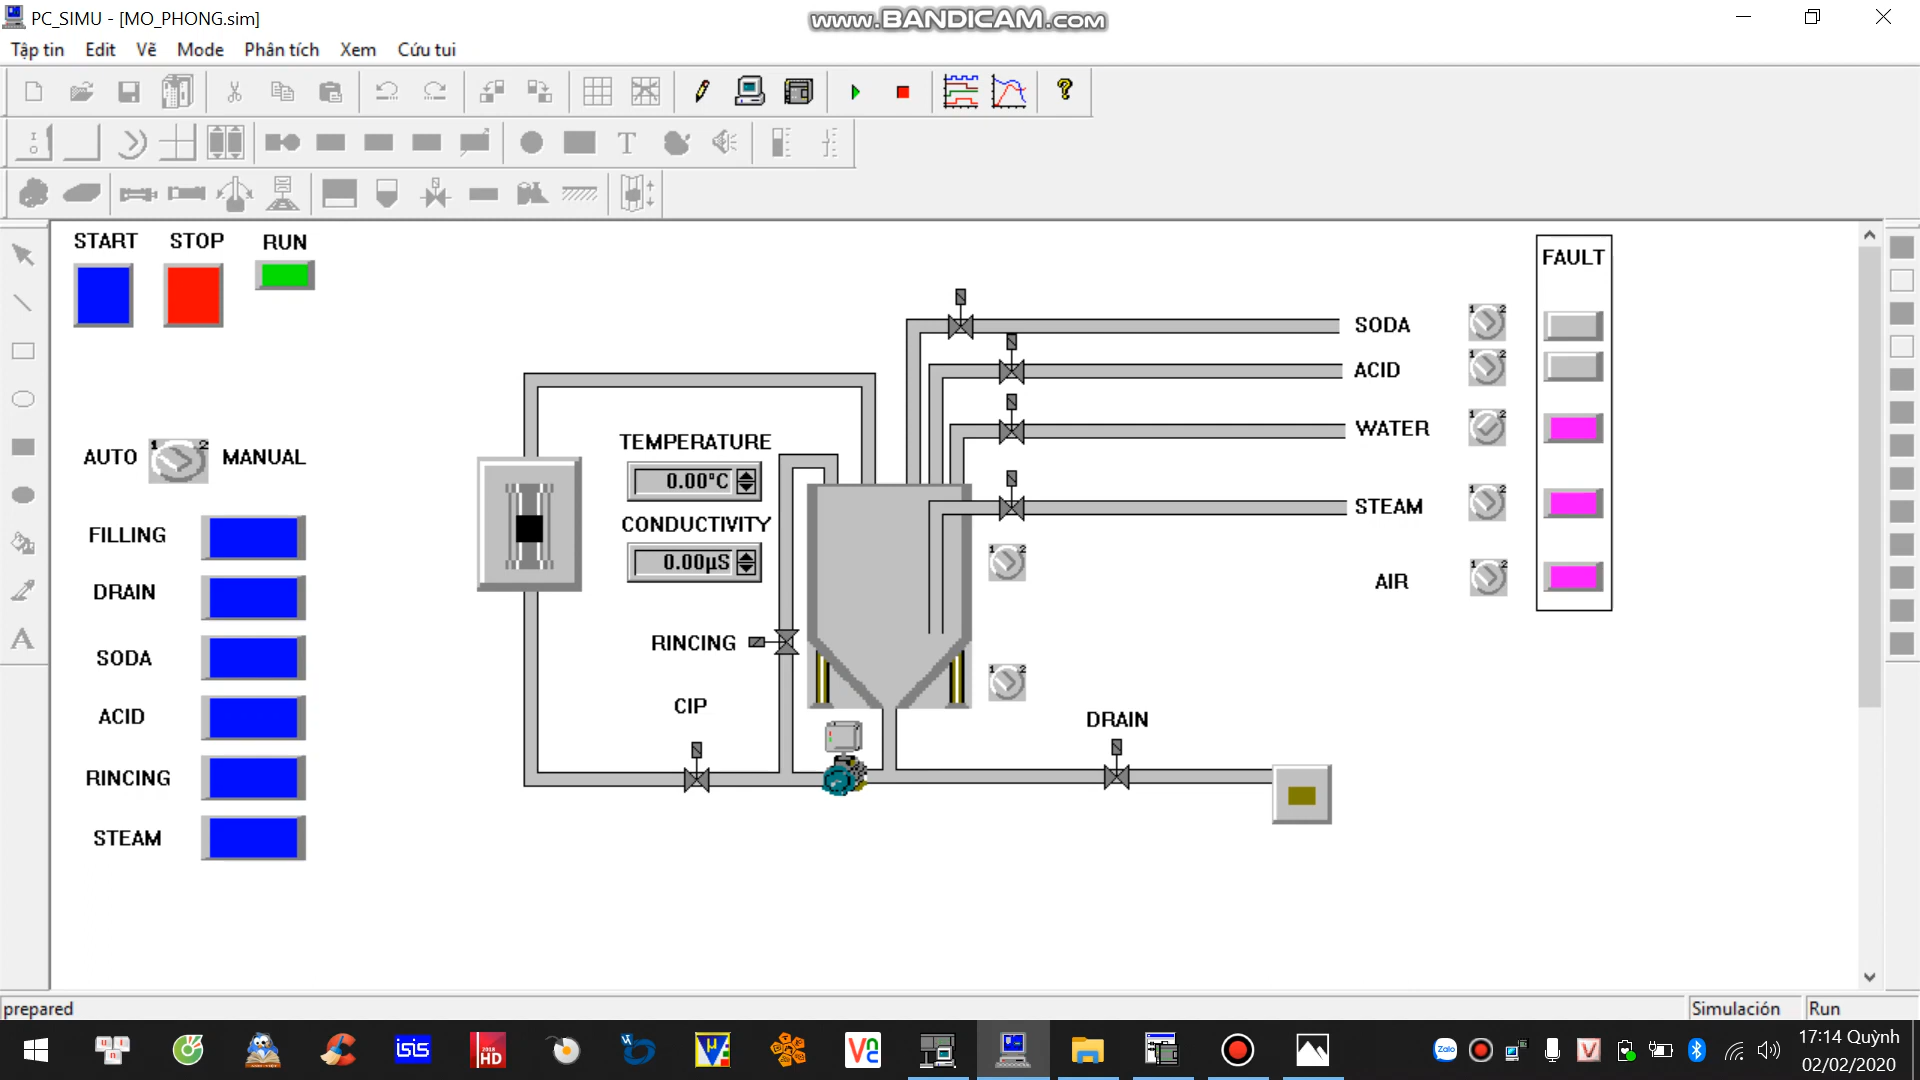 PC_SIMU - [MO_PHONG.sim]
www.BANDICAM.com
Tập tin Edit Vẽ Mode Phân tích Xem Cứu tui
START STOP RUN
FAULT
SODA
ACID
WATER
STEAM
AIR
AUTO MANUAL
TEMPERATURE
0.00°C
CONDUCTIVITY
0.00µS
FILLING
DRAIN
SODA
ACID
RINCING
STEAM
RINCING
CIP
DRAIN
prepared
Simulación Run
17:14 Quỳnh
02/02/2020